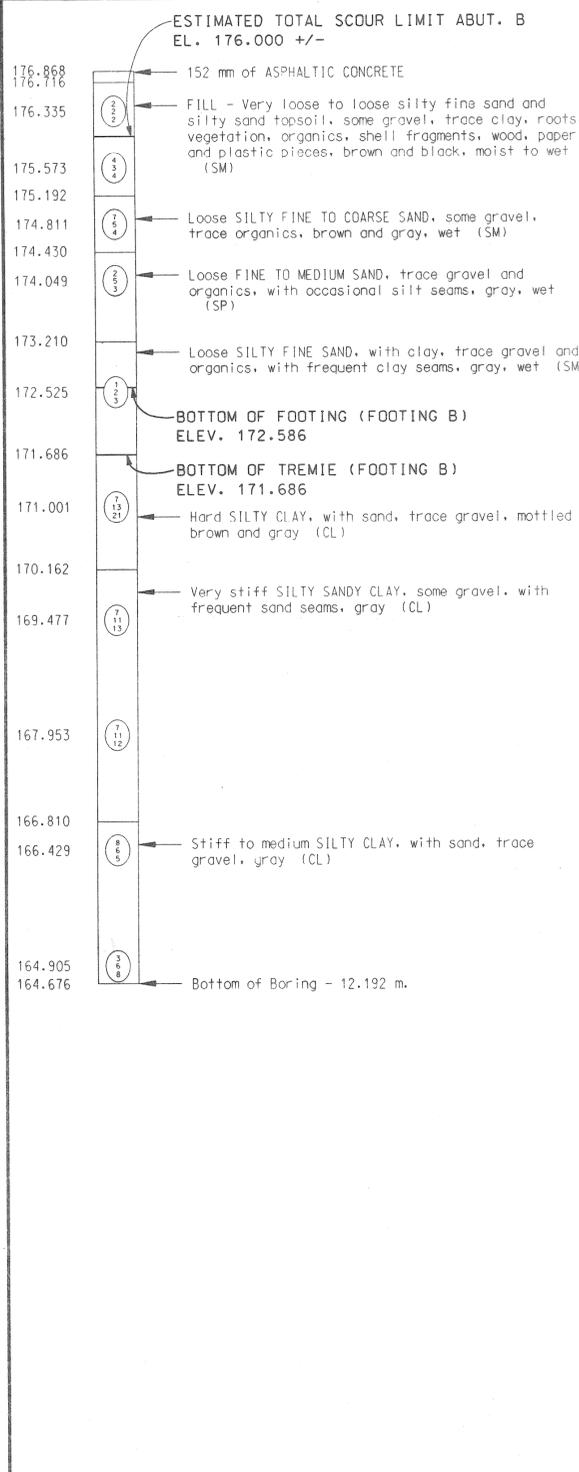 ESTIMATED TOTAL SCOUR LIMIT ABUT. B
EL. 176.000 +/-
176.868
152 mm of ASPHALTIC CONCRETE
176.716
176.335
2
2
2
FILL - Very loose to loose silty fine sand and
silty sand topsoil, some gravel, trace clay, roots
vegetation, organics, shell fragments, wood, paper
and plastic pieces, brown and black, moist to wet
(SM)
175.573
4
3
4
175.192
174.811
7
5
4
Loose SILTY FINE TO COARSE SAND, some gravel,
trace organics, brown and gray, wet (SM)
174.430
174.049
2
5
3
Loose FINE TO MEDIUM SAND, trace gravel and
organics, with occasional silt seams, gray, wet
(SP)
173.210
Loose SILTY FINE SAND, with clay, trace gravel and
organics, with frequent clay seams, gray, wet (SM
172.525
1
2
3
BOTTOM OF FOOTING (FOOTING B)
ELEV. 172.586
171.686
BOTTOM OF TREMIE (FOOTING B)
ELEV. 171.686
171.001
7
13
21
Hard SILTY CLAY, with sand, trace gravel, mottled
brown and gray (CL)
170.162
Very stiff SILTY SANDY CLAY, some gravel, with
frequent sand seams, gray (CL)
169.477
7
11
13
167.953
7
11
12
166.810
166.429
8
6
5
Stiff to medium SILTY CLAY, with sand, trace
gravel, gray (CL)
164.905
3
6
8
164.676
Bottom of Boring - 12.192 m.